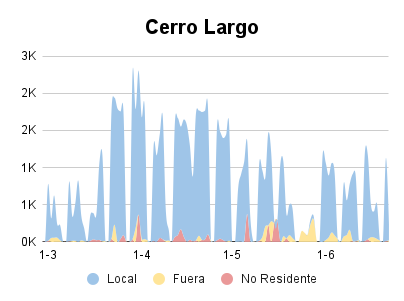 Cerro Largo
3K
2K
2K
1K
1K
0K
1-3 1-4 1-5 1-6
Local Fuera No Residente